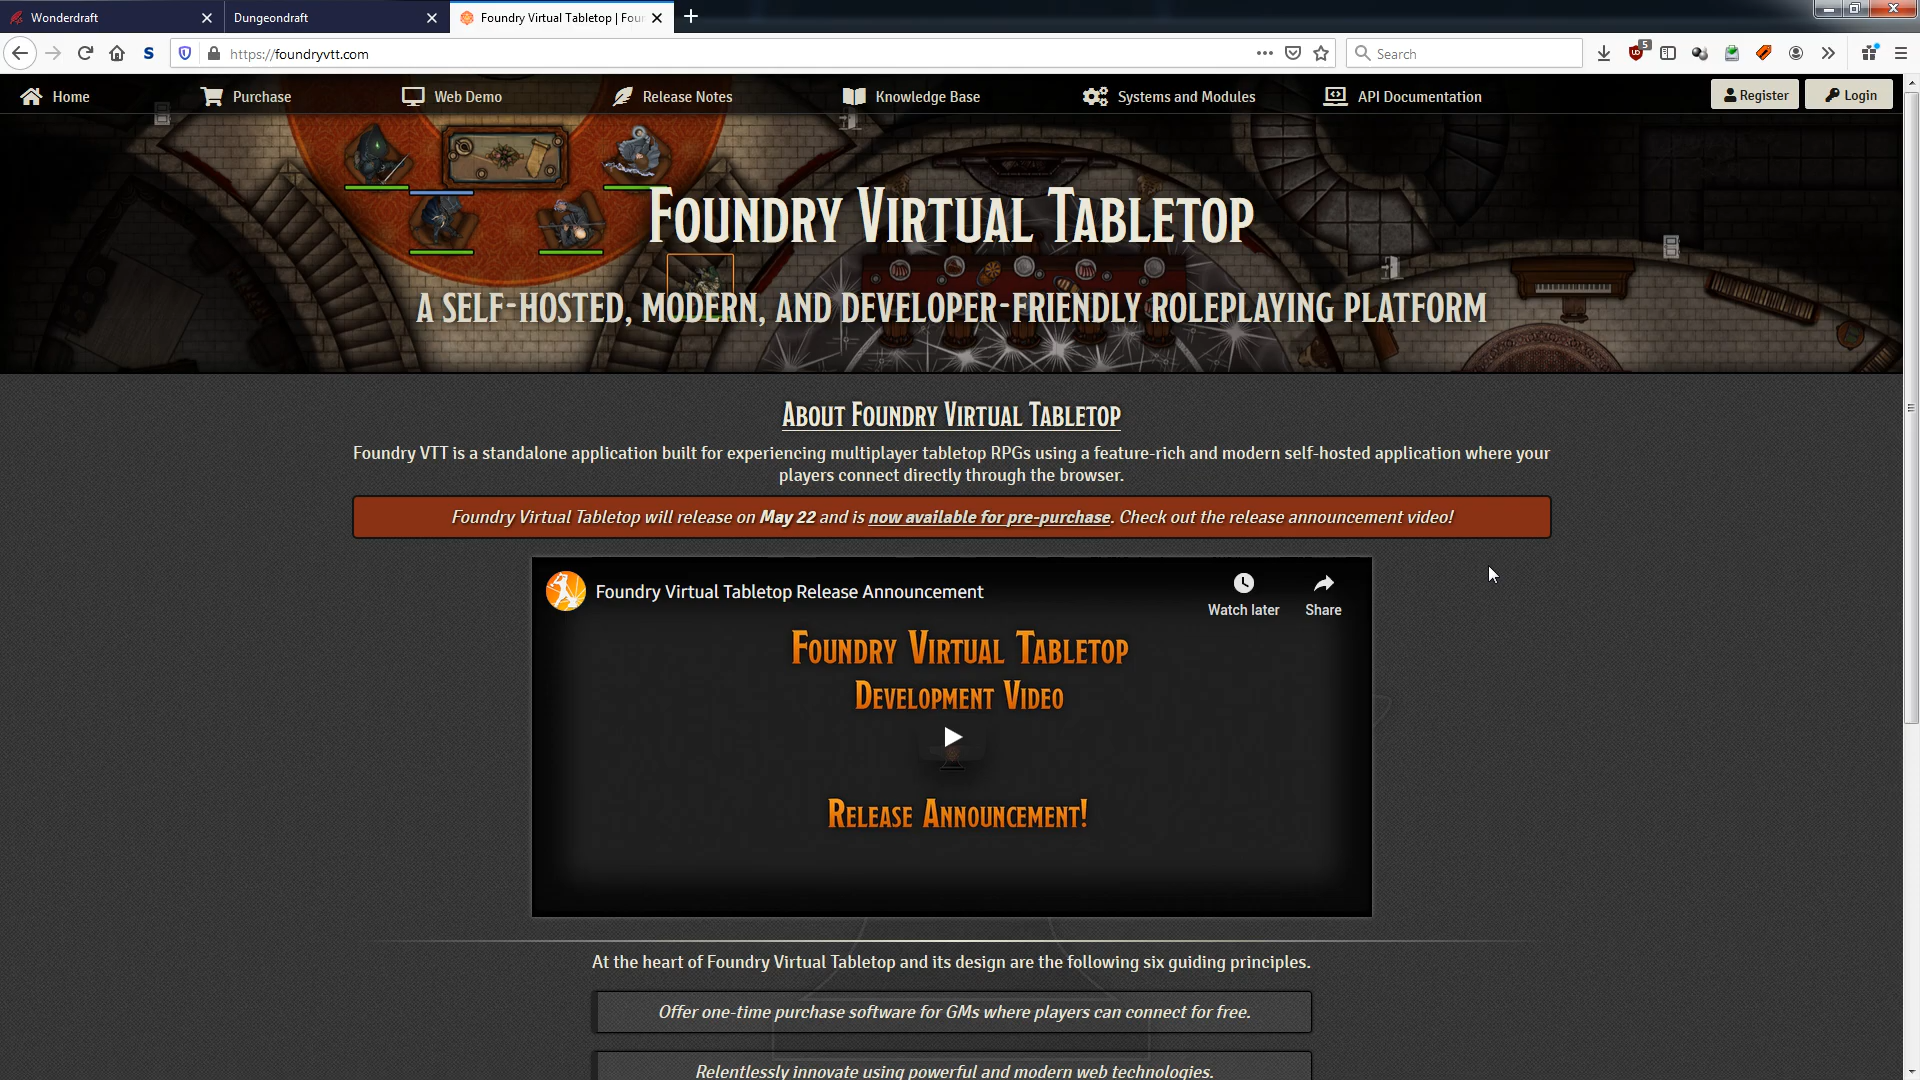 Wonderdraft
Dungeondraft
Foundry Virtual Tabletop | Four
https://foundryvtt.com
Search
5
Home
Purchase
Web Demo
Release Notes
Knowledge Base
Systems and Modules
API Documentation
Register
Login
Foundry Virtual Tabletop
A SELF-HOSTED, MODERN, AND DEVELOPER-FRIENDLY ROLEPLAYING PLATFORM
About Foundry Virtual Tabletop
Foundry VTT is a standalone application built for experiencing multiplayer tabletop RPGs using a feature-rich and modern self-hosted application where your
players connect directly through the browser.
Foundry Virtual Tabletop will release on May 22 and is now available for pre-purchase. Check out the release announcement video!
Foundry Virtual Tabletop Release Announcement
Watch later
Share
Foundry Virtual Tabletop
Development Video
Release Announcement!
At the heart of Foundry Virtual Tabletop and its design are the following six guiding principles.
Offer one-time purchase software for GMs where players can connect for free.
Relentlessly innovate using powerful and modern web technologies.